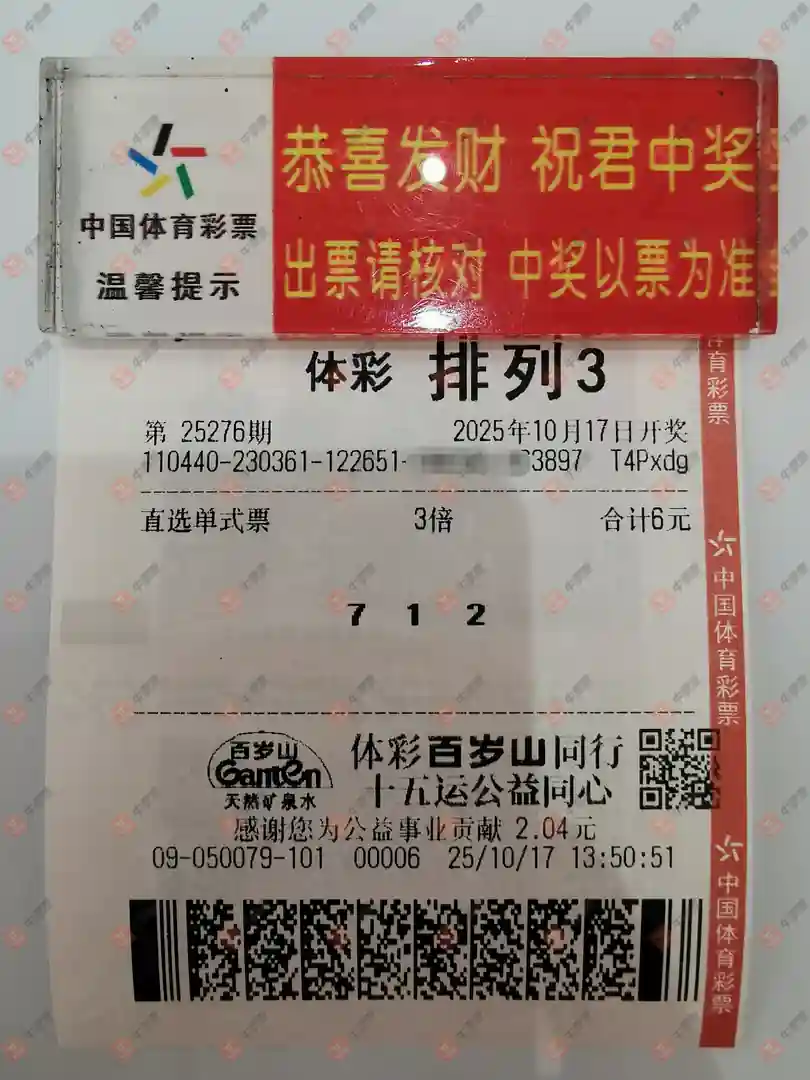 恭喜发财 祝君中奖
中国体育彩票
温馨提示
出票请核对 中奖以票为准
体彩 排列3
第 25276期 2025年10月17日开奖
110440-230361-122651- 3897 T4Pxdg
直选单式票 3倍 合计6元
7 1 2
百岁山
Ganten
天然矿泉水
体彩百岁山同行
十五运公益同心
感谢您为公益事业贡献 2.04元
09-050079-101 00006 25/10/17 13:50:51
育彩票
中国体育彩票
中国体育彩票